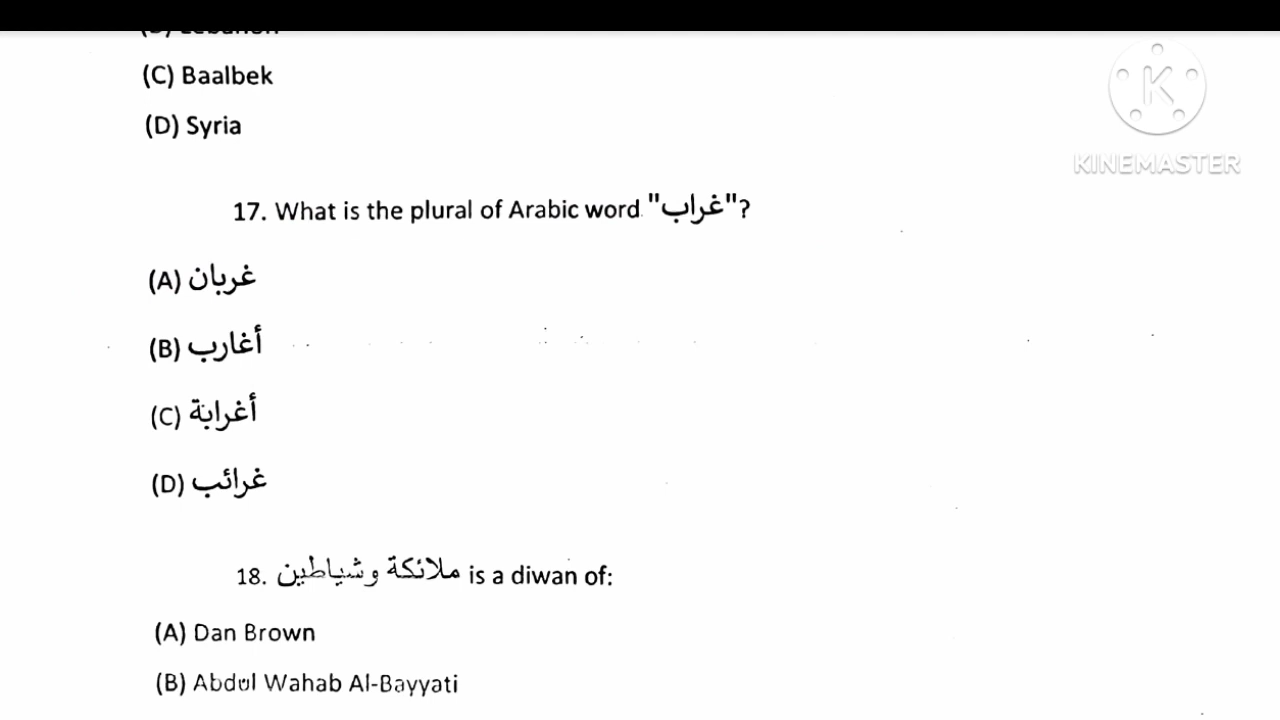 (B) Lebanon
(C) Baalbek
(D) Syria
KINEMASTER
17. What is the plural of Arabic word "غراب"?
(A) غربان
(B) أغارب
(C) أغرابة
(D) غرائب
18. ملائكة وشياطين is a diwan of:
(A) Dan Brown
(B) Abdul Wahab Al-Bayyati